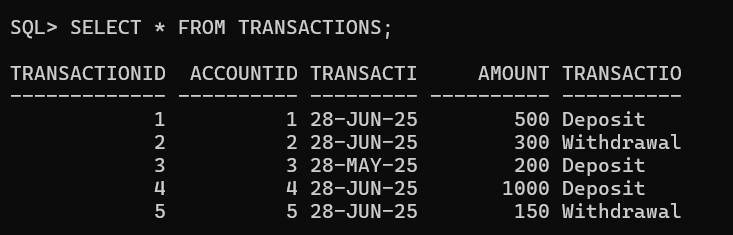 SQL> SELECT * FROM TRANSACTIONS;
TRANSACTIONID  ACCOUNTID TRANSACTI     AMOUNT TRANSACTIO
------------- ---------- --------- ---------- ----------
            1          1 28-JUN-25        500 Deposit
            2          2 28-JUN-25        300 Withdrawal
            3          3 28-MAY-25        200 Deposit
            4          4 28-JUN-25       1000 Deposit
            5          5 28-JUN-25        150 Withdrawal